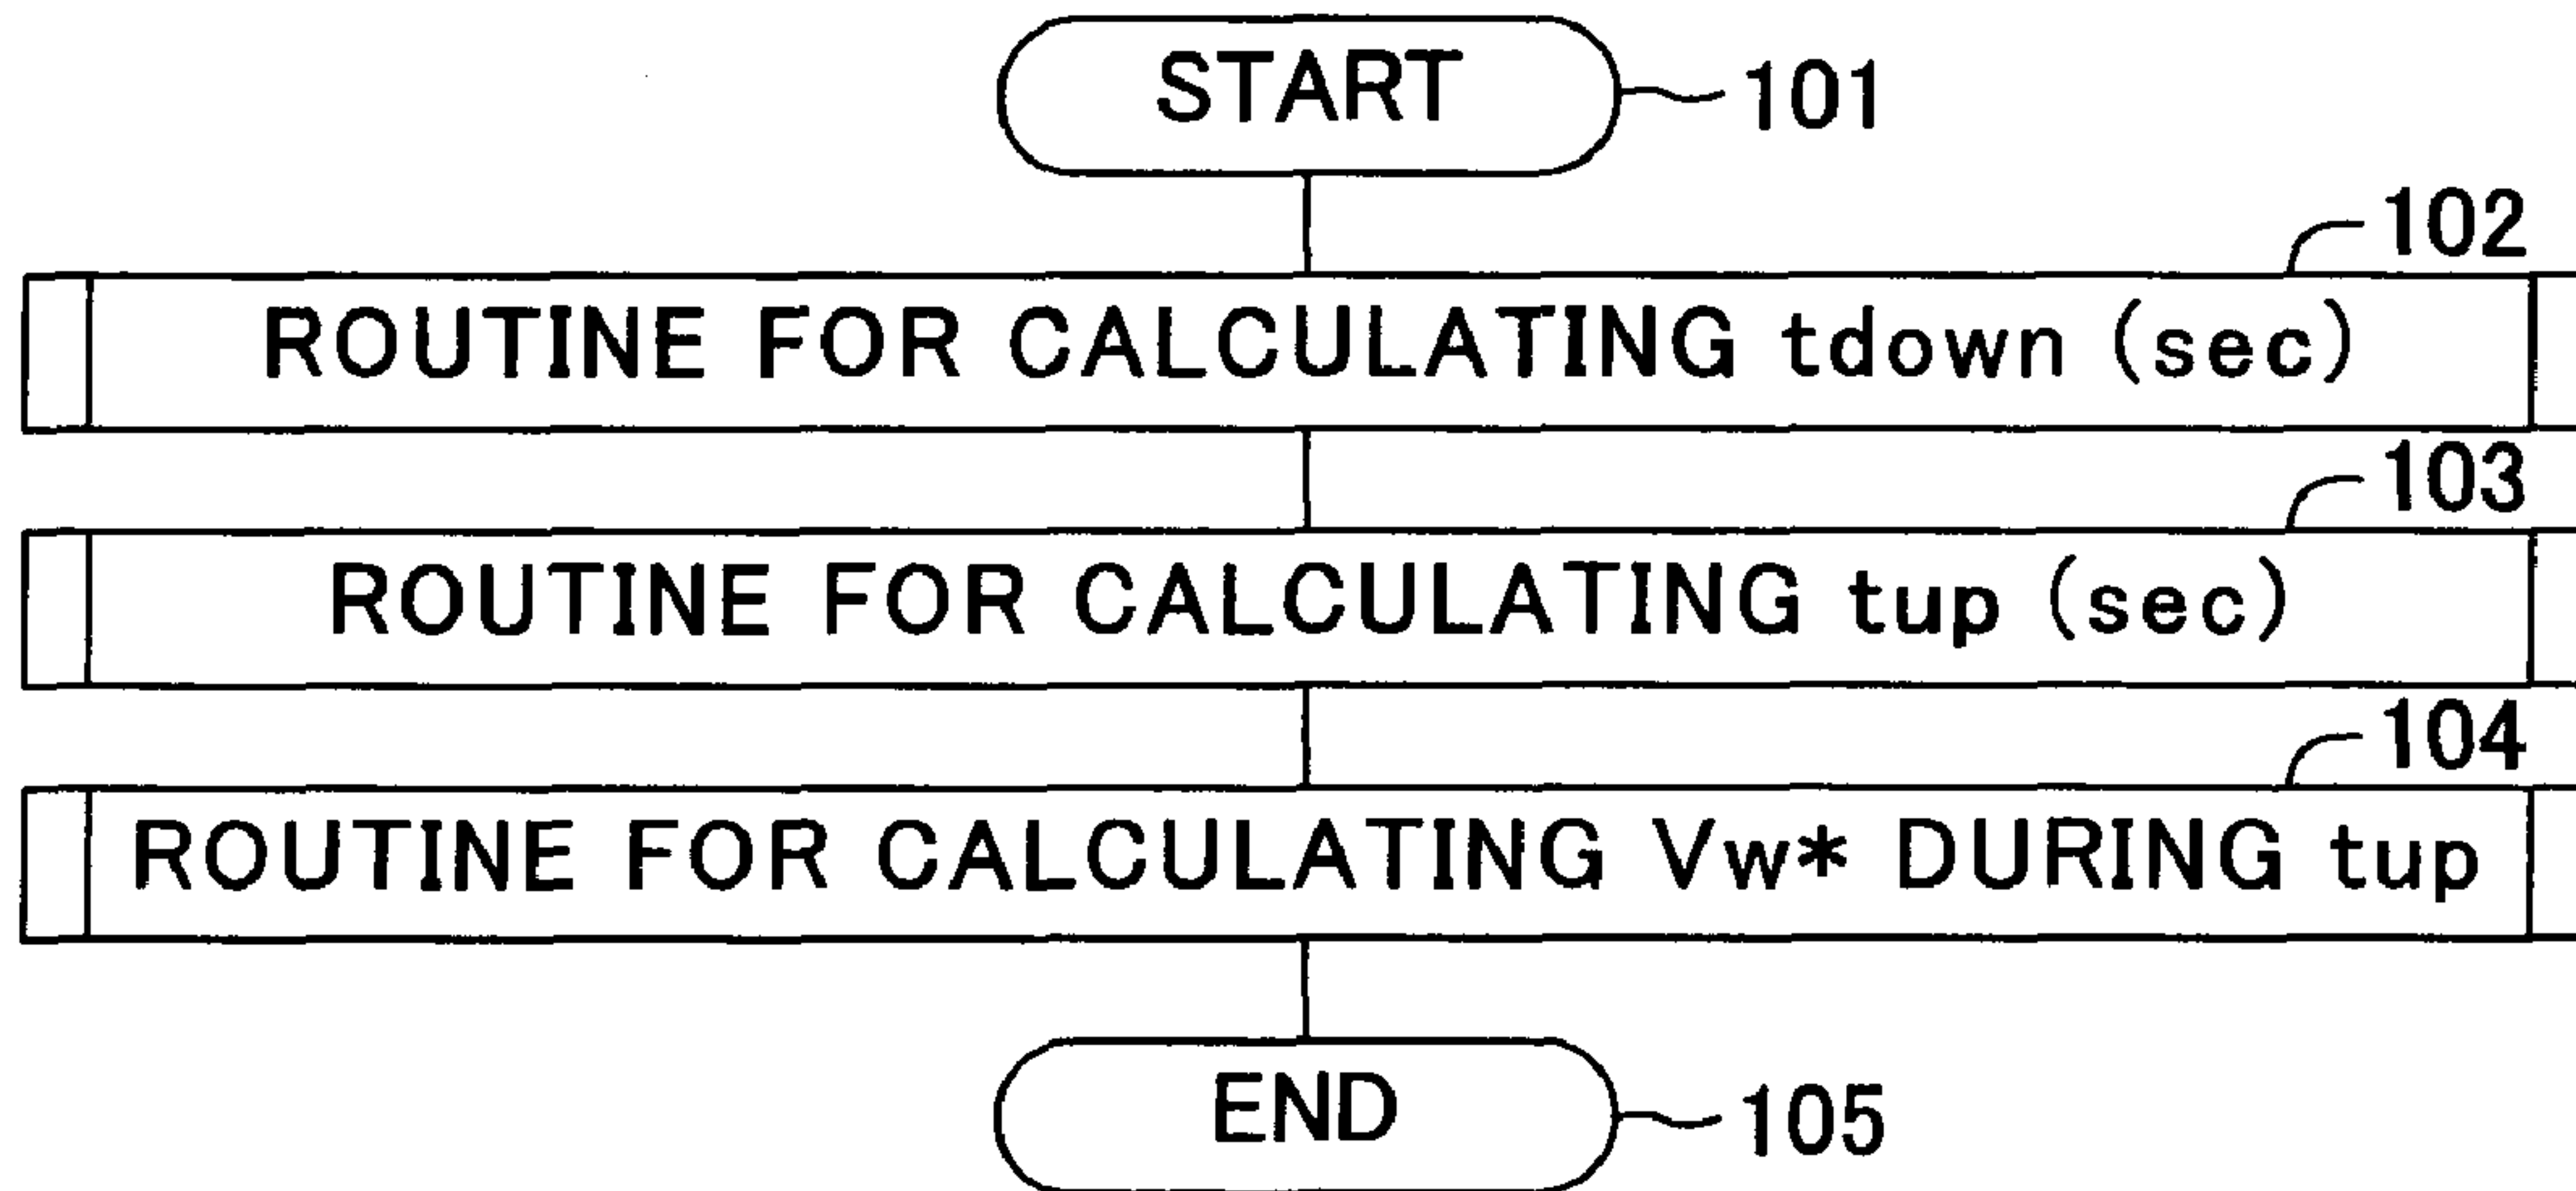 START
101
102
ROUTINE FOR CALCULATING tdown (sec)
103
ROUTINE FOR CALCULATING tup (sec)
104
ROUTINE FOR CALCULATING Vw* DURING tup
END
105